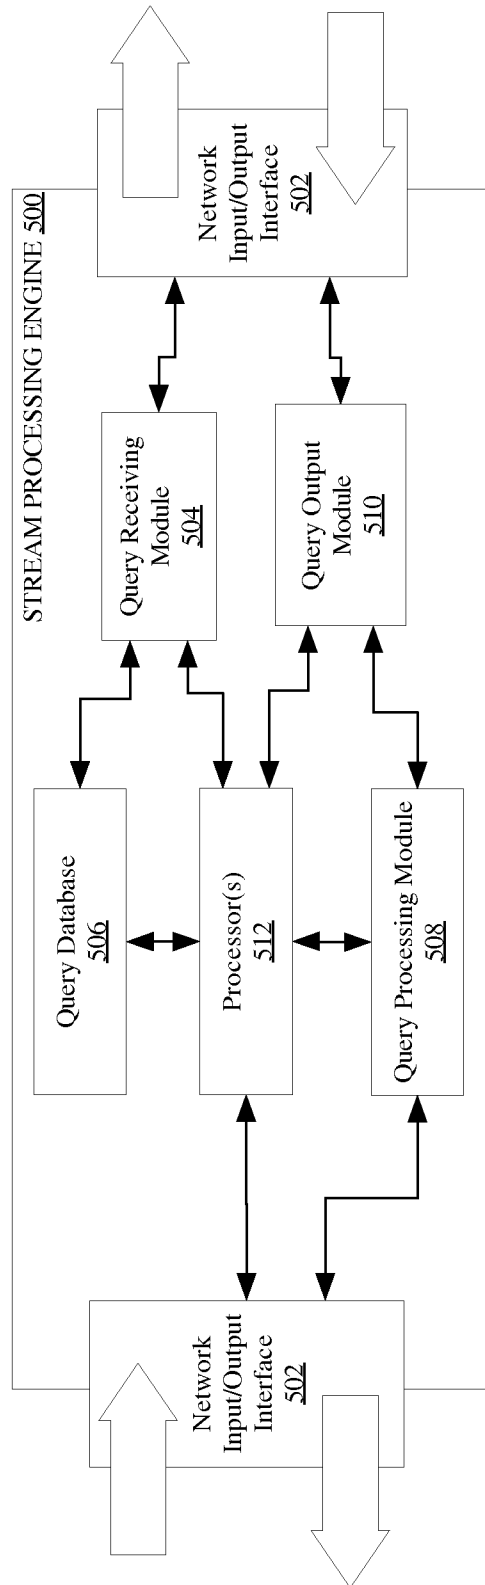 STREAM PROCESSING ENGINE 500
Network
Input/Output
Interface
502
Query Database
506
Processor(s)
512
Query Processing Module
508
Query Receiving
Module
504
Query Output
Module
510
Network
Input/Output
Interface
502